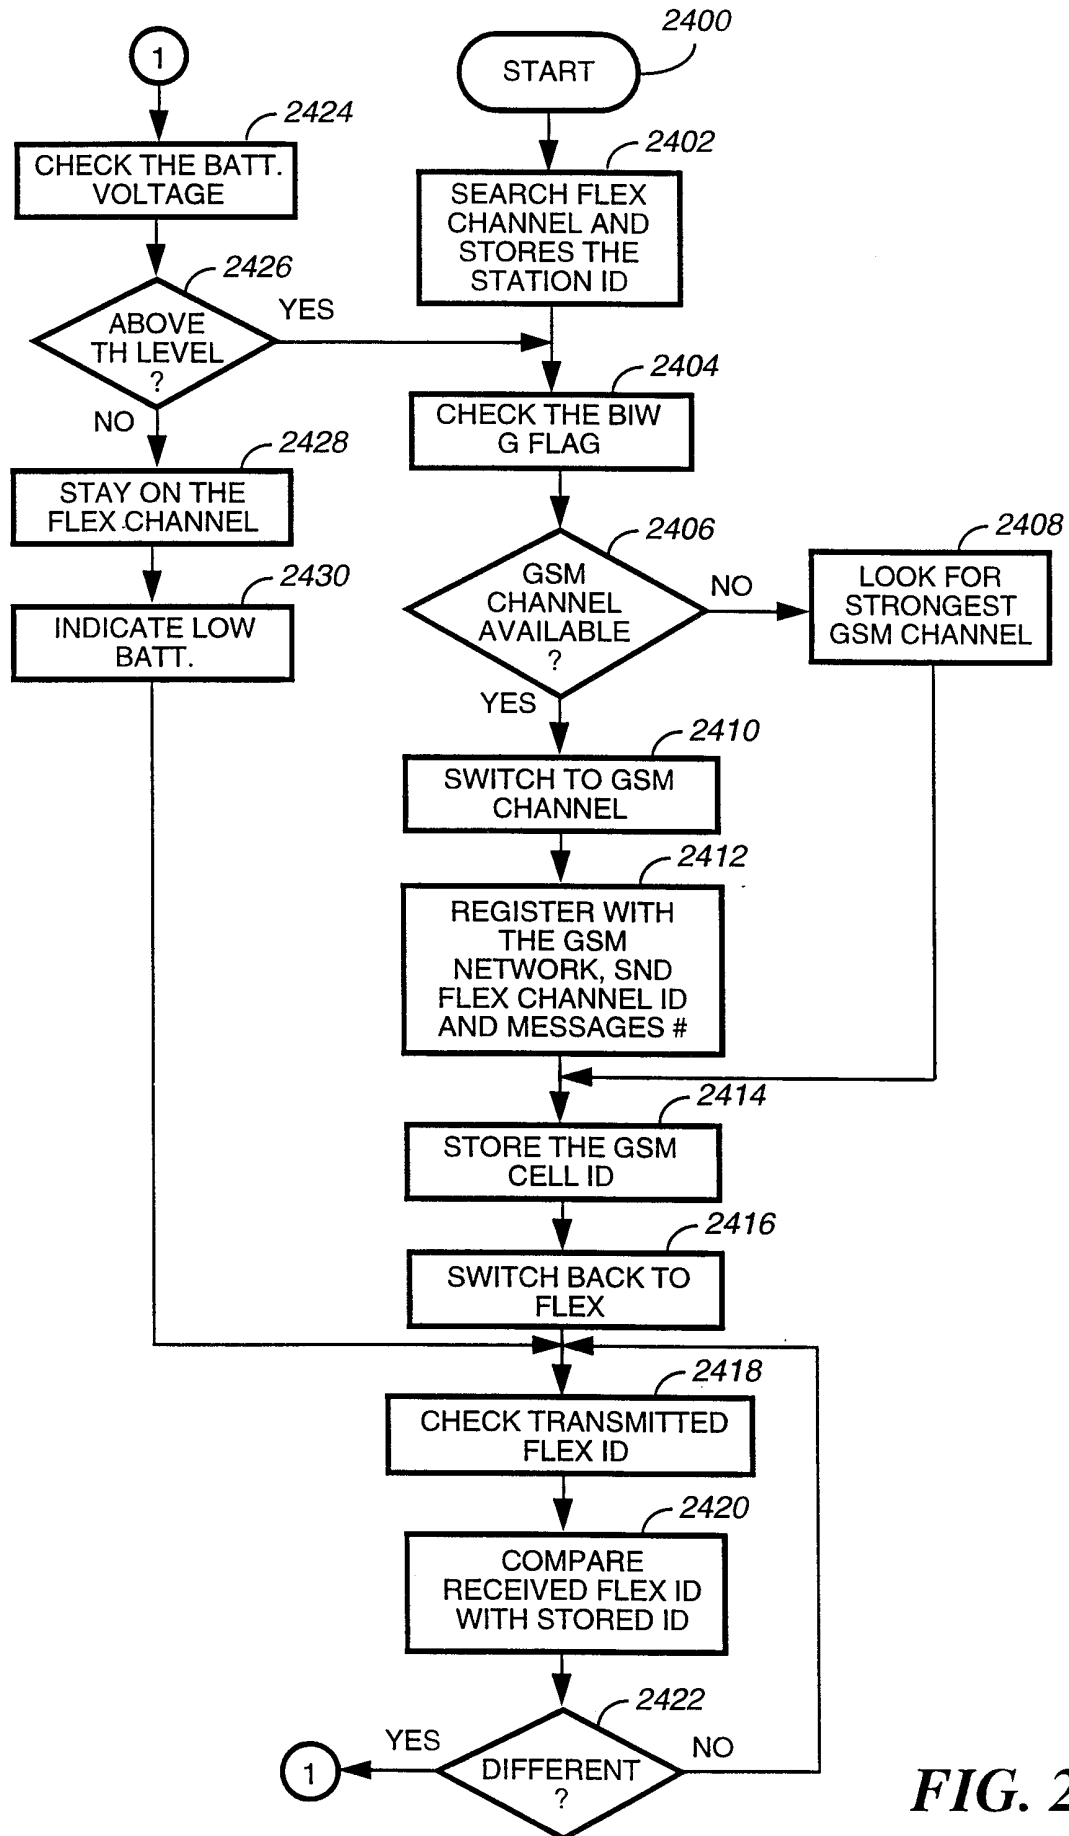 1
2424
CHECK THE BATT.
VOLTAGE
2426
ABOVE
TH LEVEL
?
YES
NO
2428
STAY ON THE
FLEX CHANNEL
2430
INDICATE LOW
BATT.
2400
START
2402
SEARCH FLEX
CHANNEL AND
STORES THE
STATION ID
2404
CHECK THE BIW
G FLAG
2406
GSM
CHANNEL
AVAILABLE
?
NO
YES
2408
LOOK FOR
STRONGEST
GSM CHANNEL
2410
SWITCH TO GSM
CHANNEL
2412
REGISTER WITH
THE GSM
NETWORK, SND
FLEX CHANNEL ID
AND MESSAGES #
2414
STORE THE GSM
CELL ID
2416
SWITCH BACK TO
FLEX
2418
CHECK TRANSMITTED
FLEX ID
2420
COMPARE
RECEIVED FLEX ID
WITH STORED ID
2422
DIFFERENT
?
YES
NO
1
FIG. 2